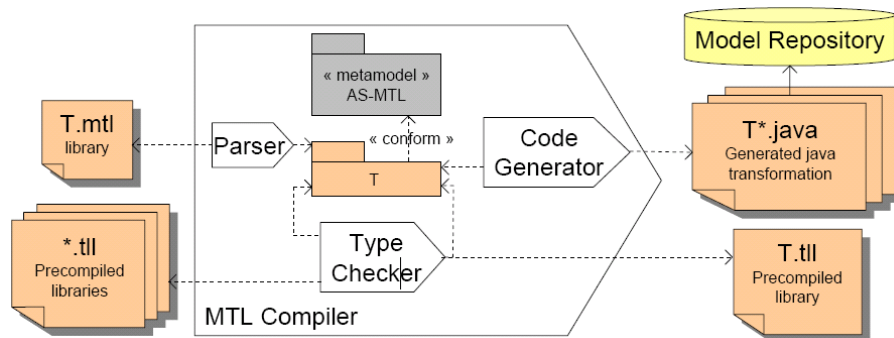 Model Repository
« metamodel »
AS-MTL
T.mtl
library
Parser
« conform »
Code
Generator
T*.java
Generated java
transformation
T
*.tll
Precompiled
libraries
Type
Checker
T.tll
Precompiled
library
MTL Compiler